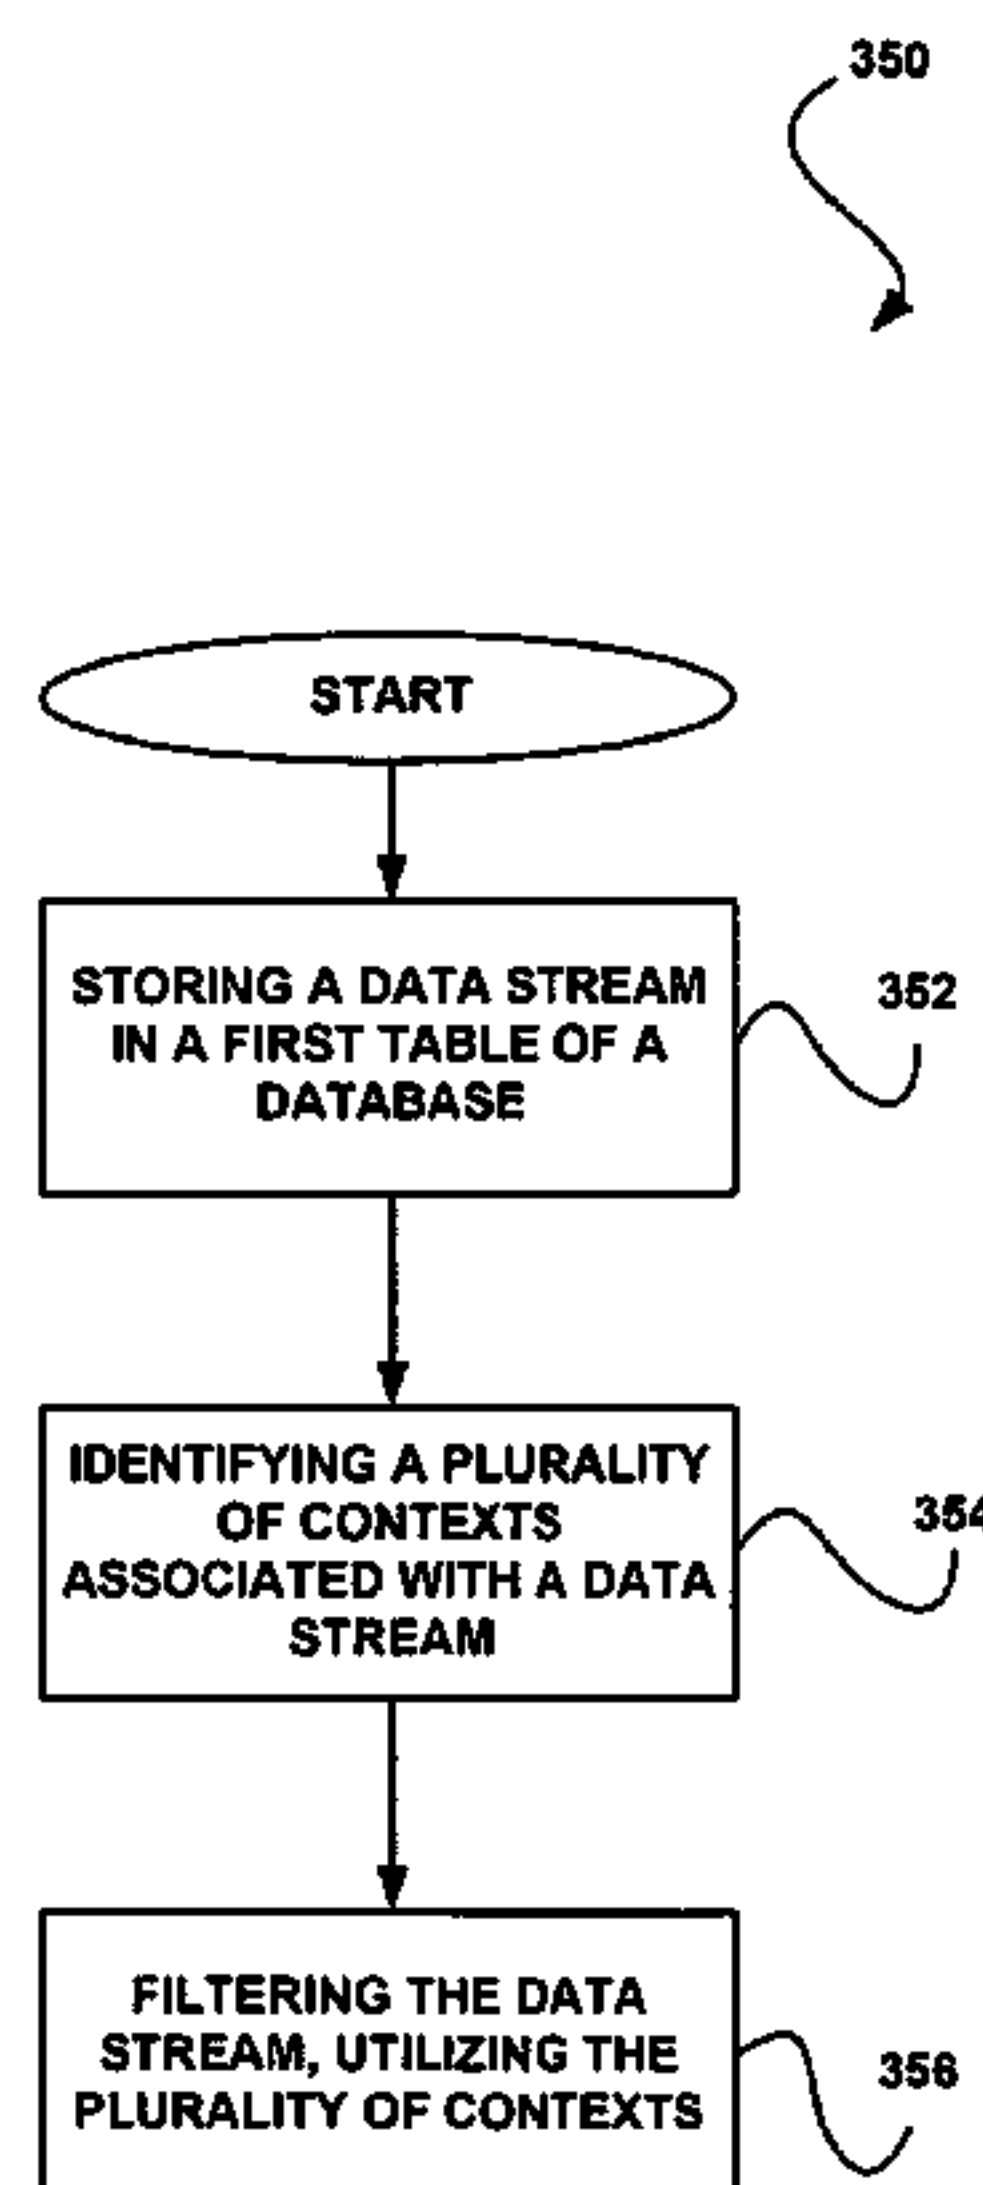 350
START
STORING A DATA STREAM
IN A FIRST TABLE OF A
DATABASE
352
IDENTIFYING A PLURALITY
OF CONTEXTS
ASSOCIATED WITH A DATA
STREAM
354
FILTERING THE DATA
STREAM, UTILIZING THE
PLURALITY OF CONTEXTS
356